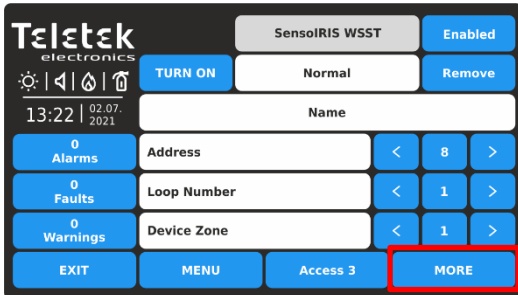 Teletek
electronics
SensoIRIS WSST
Enabled
TURN ON
Normal
Remove
13:22 | 02.07.
2021
Name
0
Alarms
Address
< 8 >
0
Faults
Loop Number
< 1 >
0
Warnings
Device Zone
< 1 >
EXIT
MENU
Access 3
MORE